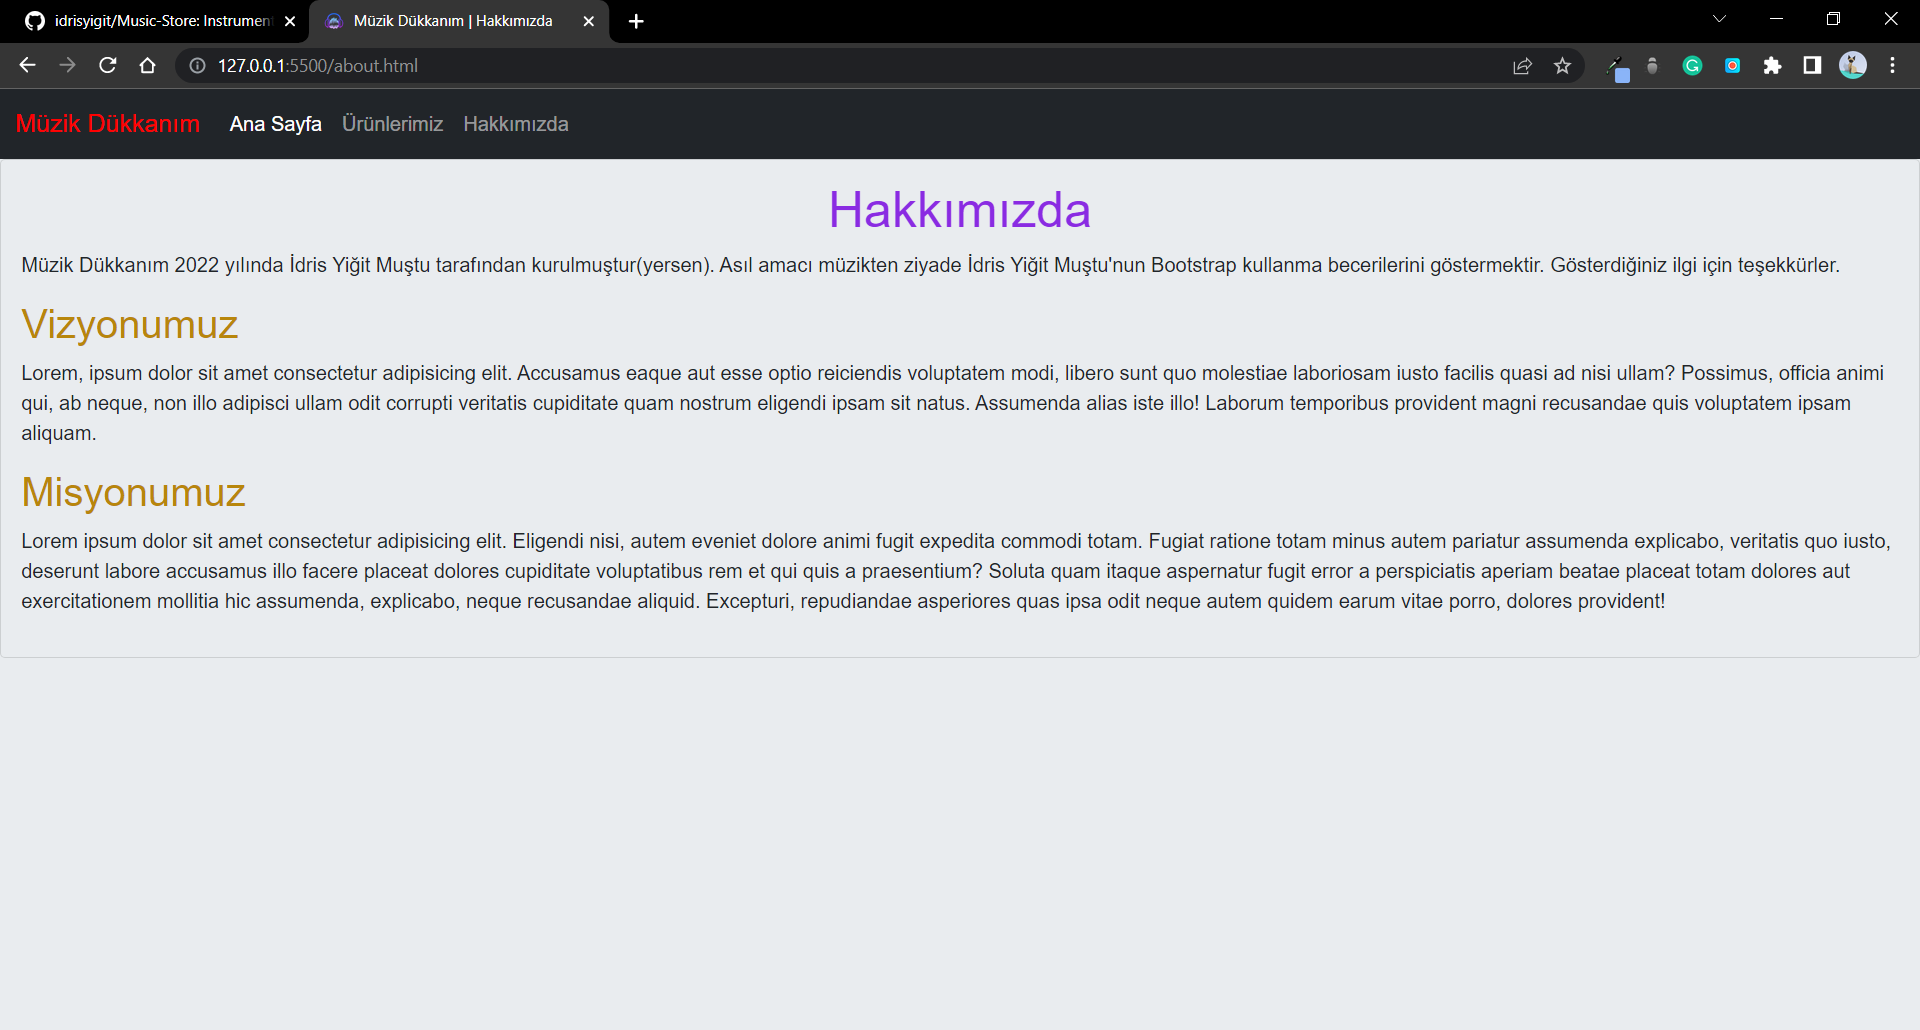 idrisyigit/Music-Store: Instrument
Müzik Dükkanım | Hakkımızda
127.0.0.1:5500/about.html
Müzik Dükkanım Ana Sayfa Ürünlerimiz Hakkımızda
Hakkımızda
Müzik Dükkanım 2022 yılında İdris Yiğit Muştu tarafından kurulmuştur(yersen). Asıl amacı müzikten ziyade İdris Yiğit Muştu'nun Bootstrap kullanma becerilerini göstermektir. Gösterdiğiniz ilgi için teşekkürler.
Vizyonumuz
Lorem, ipsum dolor sit amet consectetur adipisicing elit. Accusamus eaque aut esse optio reiciendis voluptatem modi, libero sunt quo molestiae laboriosam iusto facilis quasi ad nisi ullam? Possimus, officia animi
qui, ab neque, non illo adipisci ullam odit corrupti veritatis cupiditate quam nostrum eligendi ipsam sit natus. Assumenda alias iste illo! Laborum temporibus provident magni recusandae quis voluptatem ipsam
aliquam.
Misyonumuz
Lorem ipsum dolor sit amet consectetur adipisicing elit. Eligendi nisi, autem eveniet dolore animi fugit expedita commodi totam. Fugiat ratione totam minus autem pariatur assumenda explicabo, veritatis quo iusto,
deserunt labore accusamus illo facere placeat dolores cupiditate voluptatibus rem et qui quis a praesentium? Soluta quam itaque aspernatur fugit error a perspiciatis aperiam beatae placeat totam dolores aut
exercitationem mollitia hic assumenda, explicabo, neque recusandae aliquid. Excepturi, repudiandae asperiores quas ipsa odit neque autem quidem earum vitae porro, dolores provident!